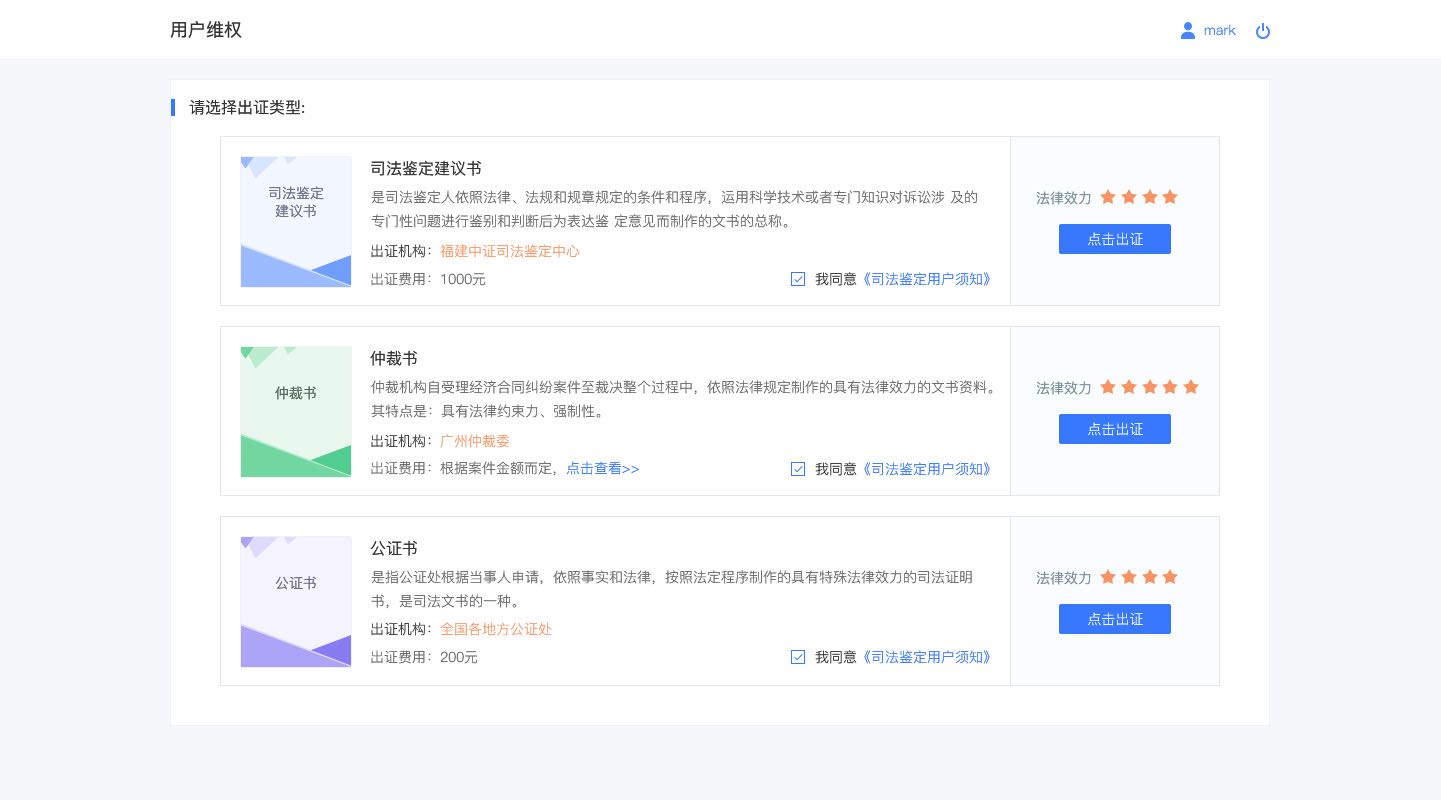 用户维权
mark
请选择出证类型:
司法鉴定
建议书
司法鉴定建议书
是司法鉴定人依照法律、法规和规章规定的条件和程序，运用科学技术或者专门知识对诉讼涉 及的
专门性问题进行鉴别和判断后为表达鉴 定意见而制作的文书的总称。
出证机构：福建中证司法鉴定中心
出证费用：1000元
我同意《司法鉴定用户须知》
法律效力
点击出证
仲裁书
仲裁书
仲裁机构自受理经济合同纠纷案件至裁决整个过程中，依照法律规定制作的具有法律效力的文书资料。
其特点是：具有法律约束力、强制性。
出证机构：广州仲裁委
出证费用：根据案件金额而定，点击查看>>
我同意《司法鉴定用户须知》
法律效力
点击出证
公证书
公证书
是指公证处根据当事人申请，依照事实和法律，按照法定程序制作的具有特殊法律效力的司法证明
书，是司法文书的一种。
出证机构：全国各地方公证处
出证费用：200元
我同意《司法鉴定用户须知》
法律效力
点击出证